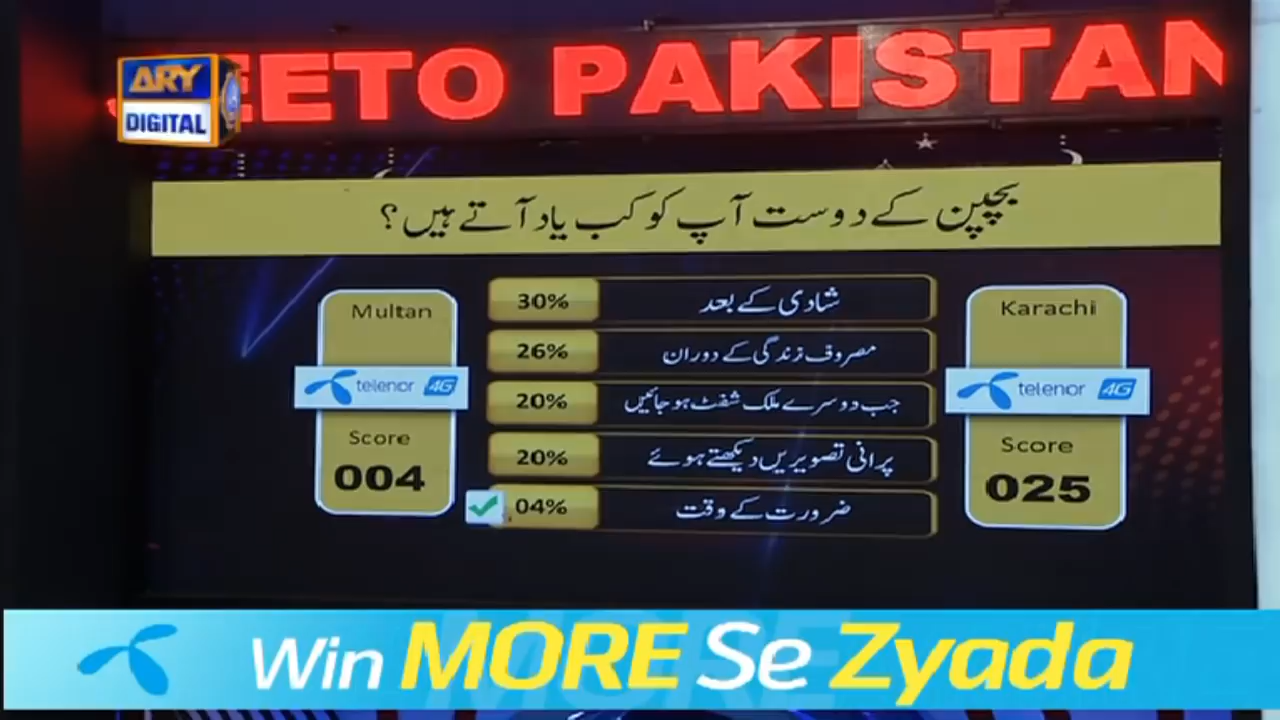 JEETO PAKISTAN
ARY
DIGITAL
بچپن کے دوست آپ کو کب یاد آتے ہیں؟
Multan
telenor 4G
Score
004
30% شادی کے بعد
26% مصروف زندگی کے دوران
20% جب دوسرے ملک شفٹ ہو جائیں
20% پرانی تصویریں دیکھتے ہوئے
04% ضرورت کے وقت
Karachi
telenor 4G
Score
025
Win MORE Se Zyada